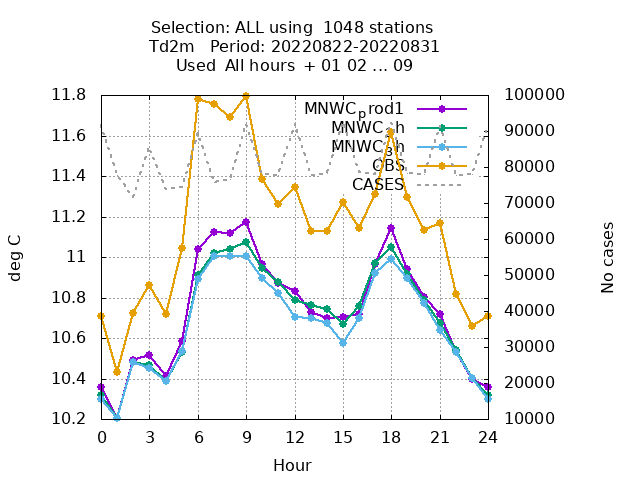 Selection: ALL using  1048 stations
Td2m   Period: 20220822-20220831
Used  All hours  + 01 02 ... 09
11.8
11.6
11.4
11.2
11
10.8
10.6
10.4
10.2
deg C
100000
90000
80000
70000
60000
50000
40000
30000
20000
10000
No cases
MNWCprod1
MNWC2h
MNWC3h
OBS
CASES
0 3 6 9 12 15 18 21 24
Hour